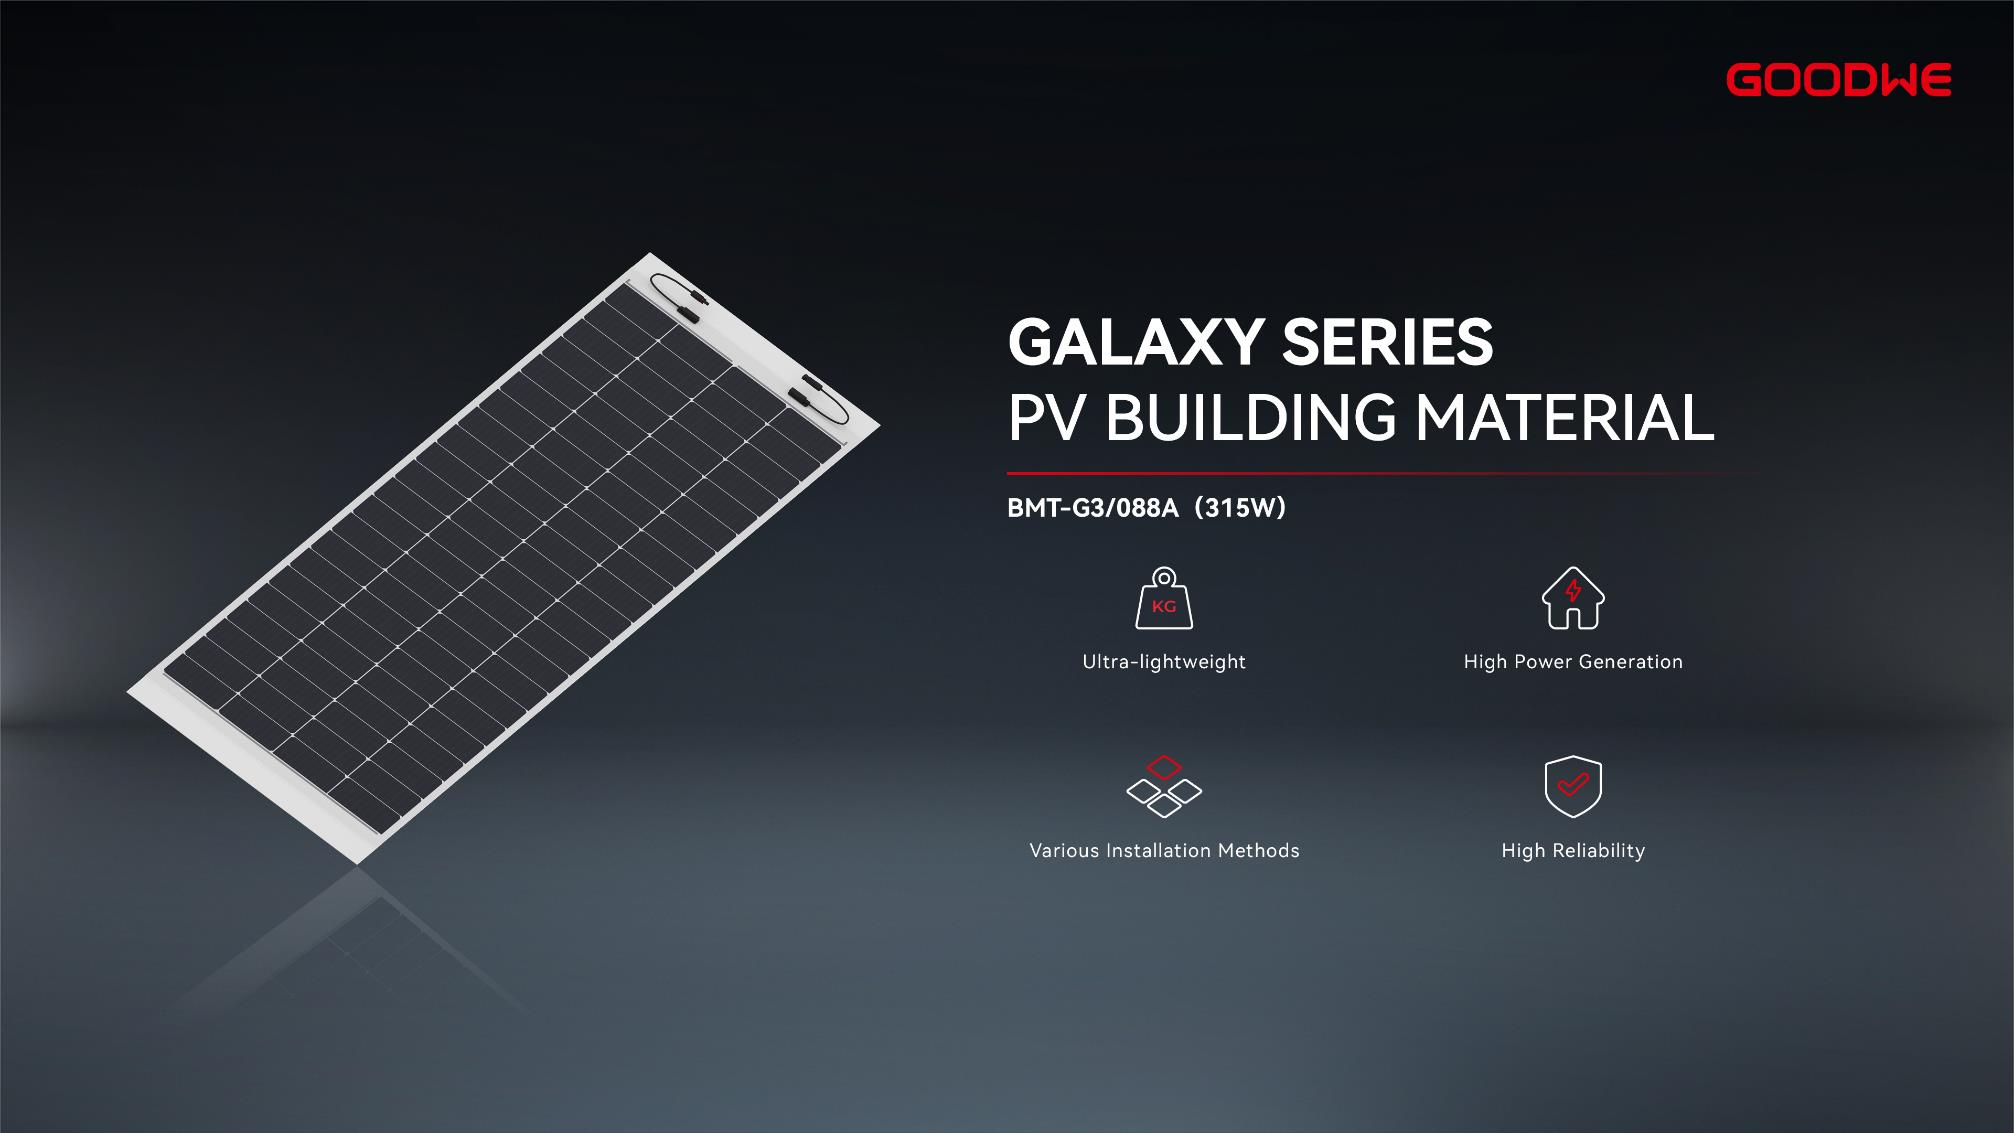 GOODWE
GALAXY SERIES
PV BUILDING MATERIAL
BMT-G3/088A（315W）
KG
Ultra-lightweight
High Power Generation
Various Installation Methods
High Reliability